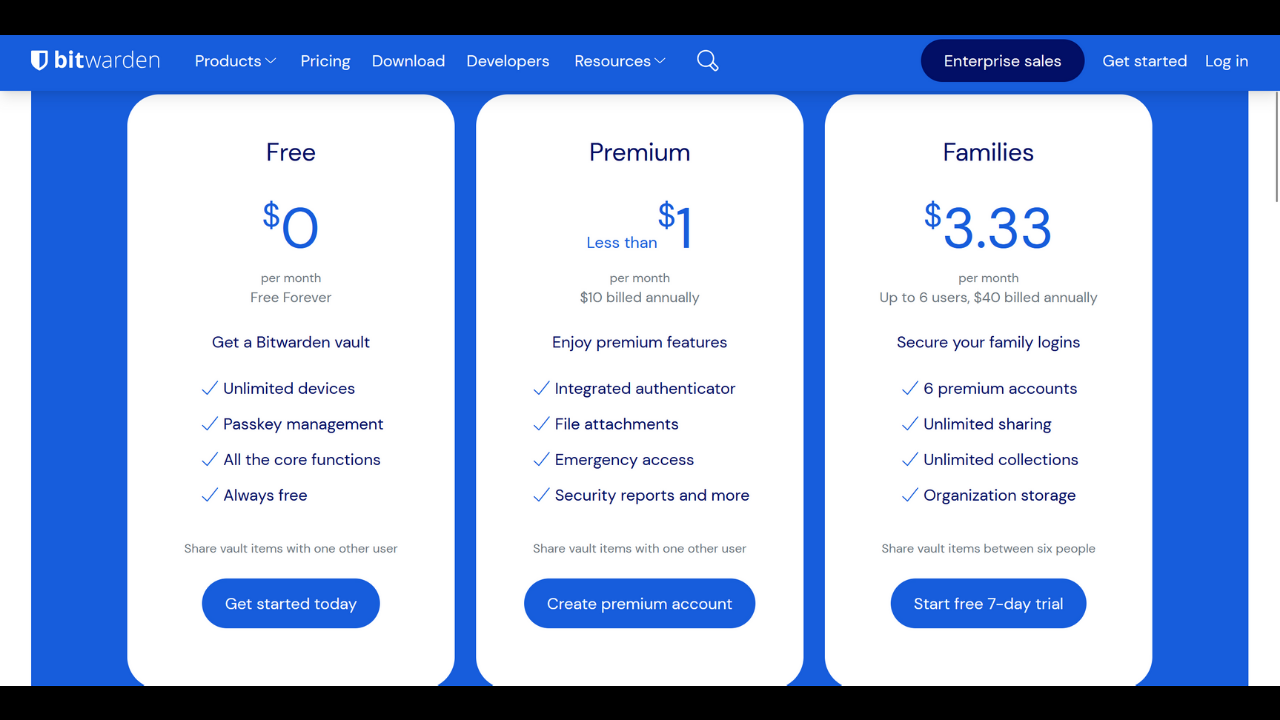 bitwarden
Products Pricing Download Developers Resources Enterprise sales Get started Log in
Free
$0
per month
Free Forever
Get a Bitwarden vault
Unlimited devices
Passkey management
All the core functions
Always free
Share vault items with one other user
Get started today
Premium
Less than $1
per month
$10 billed annually
Enjoy premium features
Integrated authenticator
File attachments
Emergency access
Security reports and more
Share vault items with one other user
Create premium account
Families
$3.33
per month
Up to 6 users, $40 billed annually
Secure your family logins
6 premium accounts
Unlimited sharing
Unlimited collections
Organization storage
Share vault items between six people
Start free 7-day trial